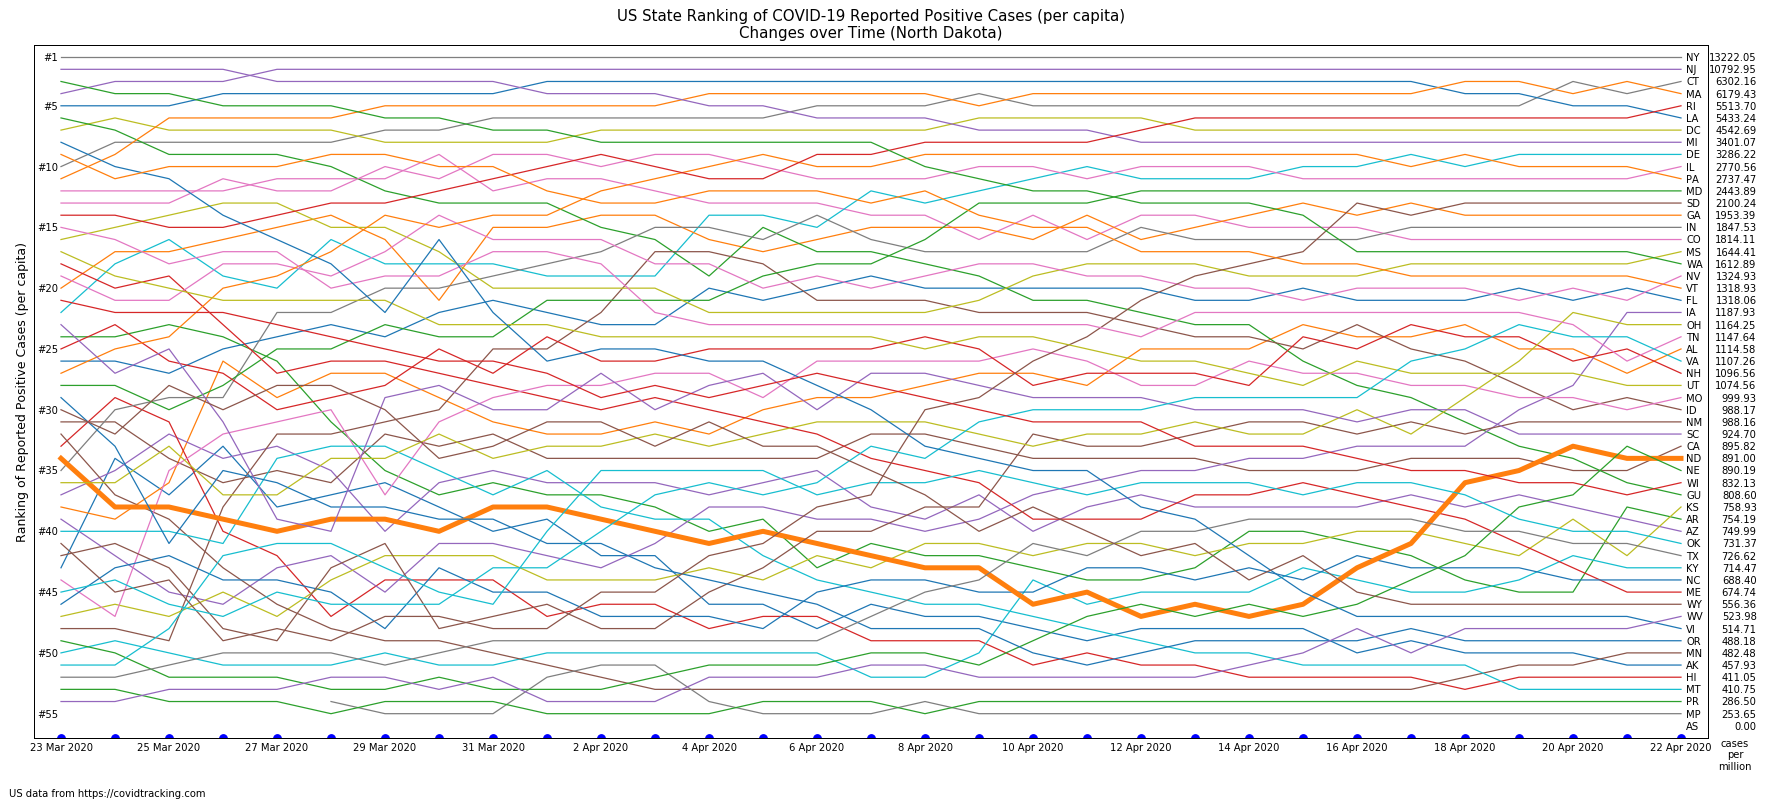 US State Ranking of COVID-19 Reported Positive Cases (per capita)
Changes over Time (North Dakota)
Ranking of Reported Positive Cases (per capita)
#1
#5
#10
#15
#20
#25
#30
#35
#40
#45
#50
#55
NY 13222.05
NJ 10792.95
CT 6302.16
MA 6179.43
RI 5513.70
LA 5433.24
DC 4542.69
MI 3401.07
DE 3286.22
IL 2770.56
PA 2737.47
MD 2443.89
SD 2100.24
GA 1953.39
IN 1847.53
CO 1814.11
MS 1644.41
WA 1612.89
NV 1324.93
VT 1318.93
FL 1318.06
IA 1187.93
OH 1164.25
TN 1147.64
AL 1114.58
VA 1107.26
NH 1096.56
UT 1074.56
MO 999.93
ID 988.17
NM 988.16
SC 924.70
CA 895.82
ND 891.00
NE 890.19
WI 832.13
GU 808.60
KS 758.93
AR 754.19
AZ 749.99
OK 731.37
TX 726.62
KY 714.47
NC 688.40
ME 674.74
WY 556.36
WV 523.98
VI 514.71
OR 488.18
MN 482.48
AK 457.93
HI 411.05
MT 410.75
PR 286.50
MP 253.65
AS 0.00
23 Mar 2020 25 Mar 2020 27 Mar 2020 29 Mar 2020 31 Mar 2020 2 Apr 2020 4 Apr 2020 6 Apr 2020 8 Apr 2020 10 Apr 2020 12 Apr 2020 14 Apr 2020 16 Apr 2020 18 Apr 2020 20 Apr 2020 22 Apr 2020
cases
per
million
US data from https://covidtracking.com